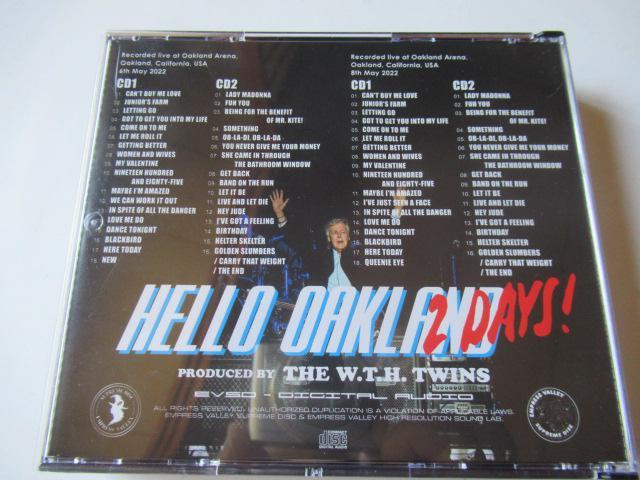 Recorded live at Oakland Arena,
Oakland, California, USA
6th May 2022
CD1
01. CAN'T BUY ME LOVE
02. JUNIOR'S FARM
03. LETTING GO
04. GOT TO GET YOU INTO MY LIFE
05. COME ON TO ME
06. LET ME ROLL IT
07. GETTING BETTER
08. WOMEN AND WIVES
09. MY VALENTINE
10. NINETEEN HUNDRED
AND EIGHTY-FIVE
11. MAYBE I'M AMAZED
12. WE CAN WORK IT OUT
13. IN SPITE OF ALL THE DANGER
14. LOVE ME DO
15. DANCE TONIGHT
16. BLACKBIRD
17. HERE TODAY
18. NEW
CD2
01. LADY MADONNA
02. FUH YOU
03. BEING FOR THE BENEFIT
OF MR. KITE!
04. SOMETHING
05. OB-LA-DI, OB-LA-DA
06. YOU NEVER GIVE ME YOUR MONEY
07. SHE CAME IN THROUGH
THE BATHROOM WINDOW
08. GET BACK
09. BAND ON THE RUN
10. LET IT BE
11. LIVE AND LET DIE
12. HEY JUDE
13. I'VE GOT A FEELING
14. BIRTHDAY
15. HELTER SKELTER
16. GOLDEN SLUMBERS
/ CARRY THAT WEIGHT
/ THE END
Recorded live at Oakland Arena,
Oakland, California, USA
8th May 2022
CD1
01. CAN'T BUY ME LOVE
02. JUNIOR'S FARM
03. LETTING GO
04. GOT TO GET YOU INTO MY LIFE
05. COME ON TO ME
06. LET ME ROLL IT
07. GETTING BETTER
08. WOMEN AND WIVES
09. MY VALENTINE
10. NINETEEN HUNDRED
AND EIGHTY-FIVE
11. MAYBE I'M AMAZED
12. I'VE JUST SEEN A FACE
13. IN SPITE OF ALL THE DANGER
14. LOVE ME DO
15. DANCE TONIGHT
16. BLACKBIRD
17. HERE TODAY
18. QUEENIE EYE
CD2
01. LADY MADONNA
02. FUH YOU
03. BEING FOR THE BENEFIT
OF MR. KITE!
04. SOMETHING
05. OB-LA-DI, OB-LA-DA
06. YOU NEVER GIVE ME YOUR MONEY
07. SHE CAME IN THROUGH
THE BATHROOM WINDOW
08. GET BACK
09. BAND ON THE RUN
10. LET IT BE
11. LIVE AND LET DIE
12. HEY JUDE
13. I'VE GOT A FEELING
14. BIRTHDAY
15. HELTER SKELTER
16. GOLDEN SLUMBERS
/ CARRY THAT WEIGHT
/ THE END
HELLO OAKLAND
2 DAYS!
PRODUCED BY THE W.T.H. TWINS
EVSD - DIGITAL AUDIO
ALL RIGHTS RESERVED. UNAUTHORIZED DUPLICATION IS A VIOLATION OF APPLICABLE LAWS.
EMPRESS VALLEY SUPREME DISC & EMPRESS VALLEY HIGH RESOLUTION SOUND LAB.
EMPRESS VALLEY
COMPACT
disc
DIGITAL AUDIO
EMPRESS VALLEY
SUPREME DISC